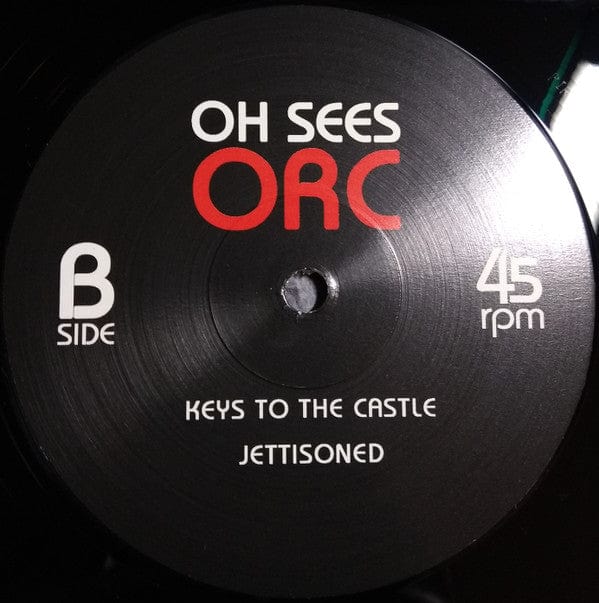 OH SEES
ORC
B
SIDE
45
rpm
KEYS TO THE CASTLE
JETTISONED